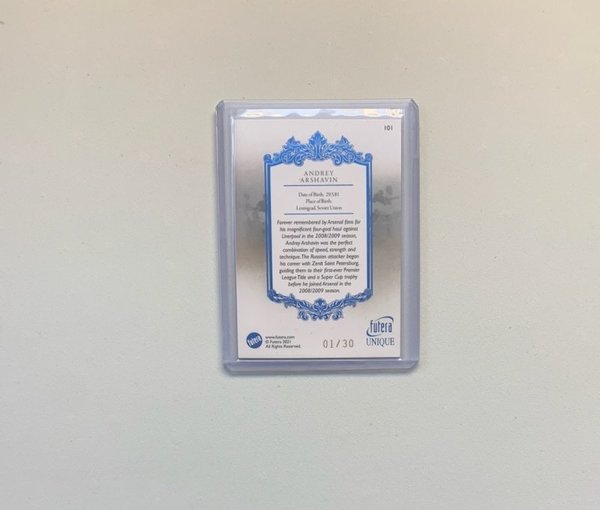 101
ANDREY
ARSHAVIN
Date of Birth: 29.5.81
Place of Birth:
Leningrad, Soviet Union
Forever remembered by Arsenal fans for
his magnificent four-goal haul against
Liverpool in the 2008/2009 season,
Andrey Arshavin was the perfect
combination of speed, strength and
technique. The Russian attacker began
his career with Zenit Saint Petersburg,
guiding them to their first-ever Premier
League Title and a Super Cup trophy
before he joined Arsenal in the
2008/2009 season.
futera
www.futera.com
© Futera 2021
All Rights Reserved.
01/30
futera
UNIQUE